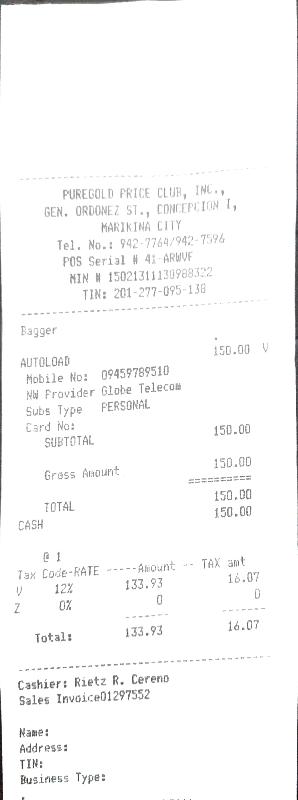 PUREGOLD PRICE CLUB, INC.,
GEN. ORDONEZ ST., CONCEPCION I,
MARIKINA CITY
Tel. No.: 942-7764/942-7596
POS Serial # 41-ARWVF
MIN # 15021311130988322
TIN: 201-277-095-138
Bagger
AUTOLOAD 150.00 V
Mobile No: 09459789510
NW Provider Globe Telecom
Subs Type PERSONAL
Card No:
SUBTOTAL 150.00
Gross Amount 150.00
==========
TOTAL 150.00
CASH 150.00
@ 1
Tax Code-RATE -----Amount -- TAX amt
V 12% 133.93 16.07
Z 0% 0 0
------- -------
Total: 133.93 16.07
Cashier: Rietz R. Cereno
Sales Invoice01297552
Name:
Address:
TIN:
Business Type: